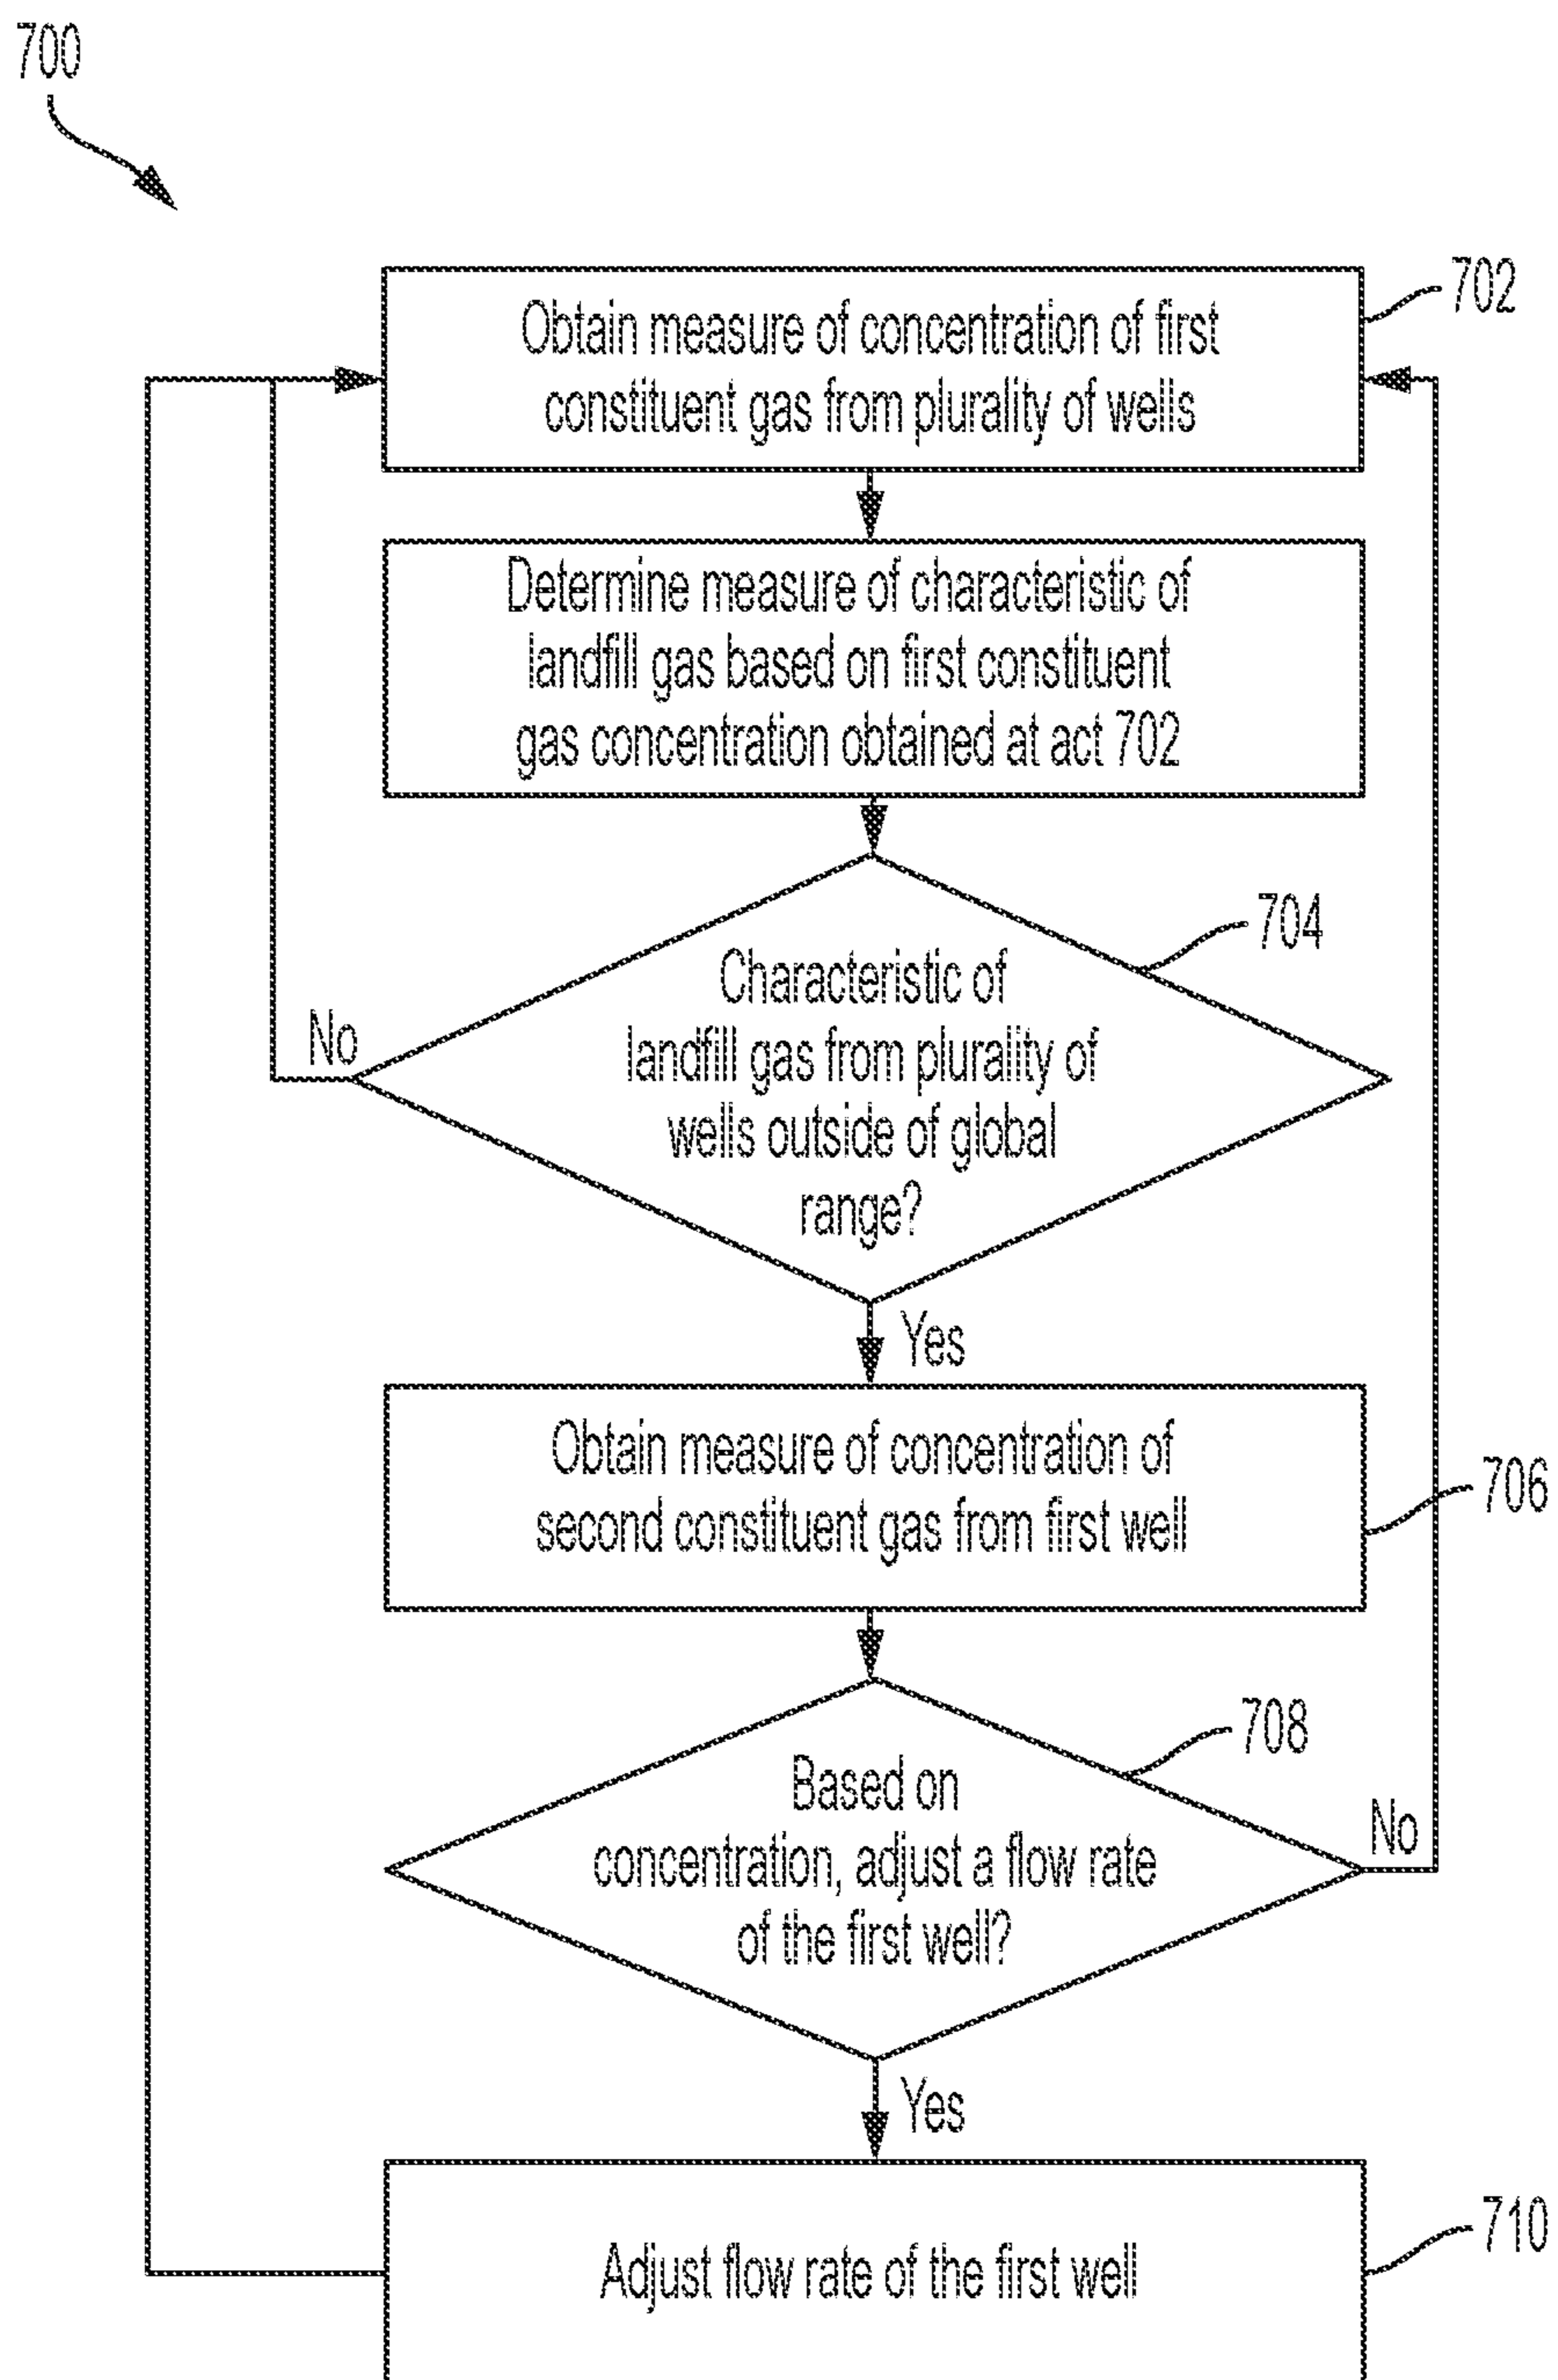 700
702
Obtain measure of concentration of first
constituent gas from plurality of wells
Determine measure of characteristic of
landfill gas based on first constituent
gas concentration obtained at act 702
704
Characteristic of
landfill gas from plurality of
wells outside of global
range?
No
Yes
Obtain measure of concentration of
second constituent gas from first well
706
708
Based on
concentration, adjust a flow rate
of the first well?
No
Yes
Adjust flow rate of the first well
710